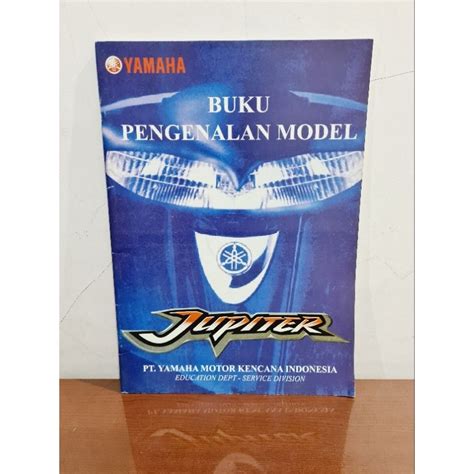 YAMAHA
BUKU
PENGENALAN MODEL
JUPITER
PT. YAMAHA MOTOR KENCANA INDONESIA
EDUCATION DEPT - SERVICE DIVISION